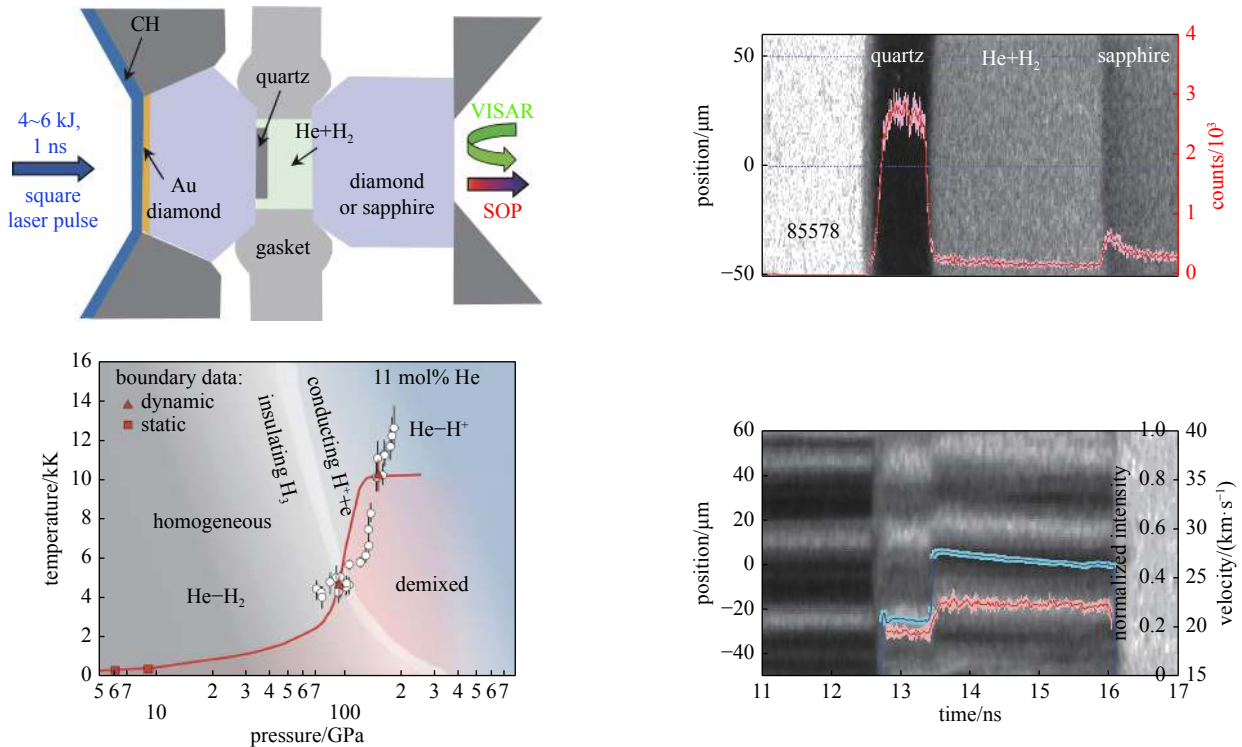 CH
quartz
He+H₂
4~6 kJ,
1 ns
square
laser pulse
Au
diamond
gasket
diamond
or sapphire
VISAR
SOP
quartz
He+H₂
sapphire
85578
position/μm
50
0
−50
4
3
2
1
0
counts/10³
boundary data:
dynamic
static
11 mol% He
He−H⁺
insulating H₃
conducting H⁺+e
homogeneous
He−H₂
demixed
temperature/kK
16
14
12
10
8
6
4
2
0
5 6 7 2 3 4 5 6 7 2 3 4 5 6 7
10 100
pressure/GPa
position/μm
60
40
20
0
−20
−40
1.0
0.8
0.6
0.4
0.2
0
normalized intensity
40
35
30
25
20
15
velocity/(km·s⁻¹)
11 12 13 14 15 16 17
time/ns